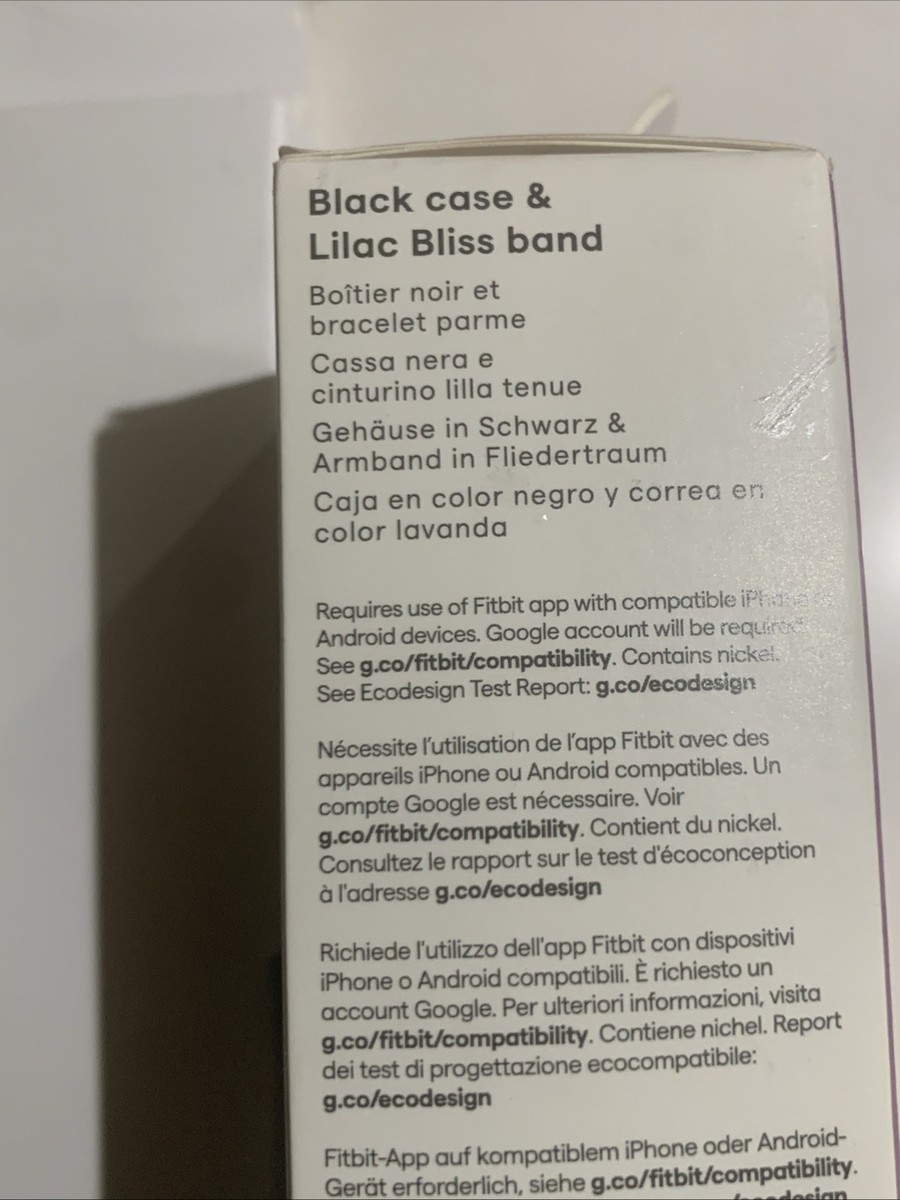 Black case &
Lilac Bliss band
Boîtier noir et
bracelet parme
Cassa nera e
cinturino lilla tenue
Gehäuse in Schwarz &
Armband in Fliedertraum
Caja en color negro y correa en
color lavanda
Requires use of Fitbit app with compatible
Android devices. Google account will be required.
See g.co/fitbit/compatibility. Contains nickel.
See Ecodesign Test Report: g.co/ecodesign
Nécessite l'utilisation de l'app Fitbit avec des
appareils iPhone ou Android compatibles. Un
compte Google est nécessaire. Voir
g.co/fitbit/compatibility. Contient du nickel.
Consultez le rapport sur le test d'écoconception
à l'adresse g.co/ecodesign
Richiede l'utilizzo dell'app Fitbit con dispositivi
iPhone o Android compatibili. È richiesto un
account Google. Per ulteriori informazioni, visita
g.co/fitbit/compatibility. Contiene nichel. Report
dei test di progettazione ecocompatibile:
g.co/ecodesign
Fitbit-App auf kompatiblem iPhone oder Android-
Gerät erforderlich, siehe g.co/fitbit/compatibility.